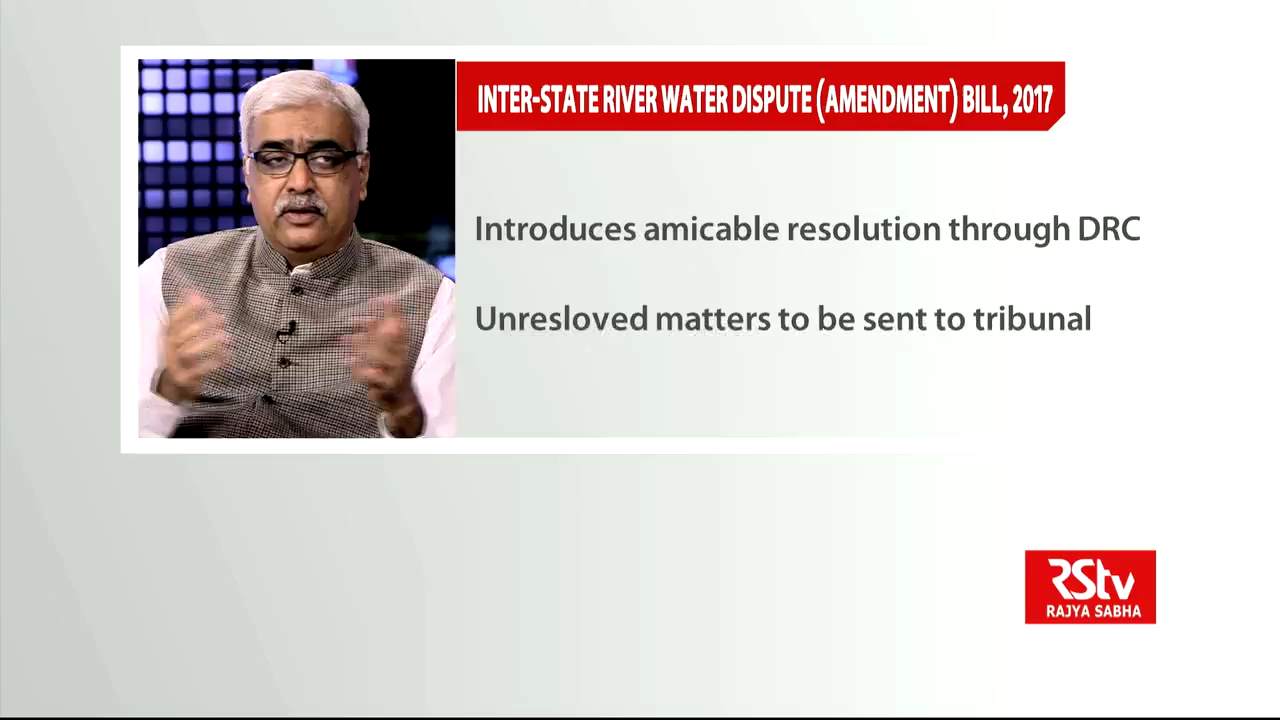 INTER-STATE RIVER WATER DISPUTE (AMENDMENT) BILL, 2017
Introduces amicable resolution through DRC
Unresloved matters to be sent to tribunal
RStv
RAJYA SABHA